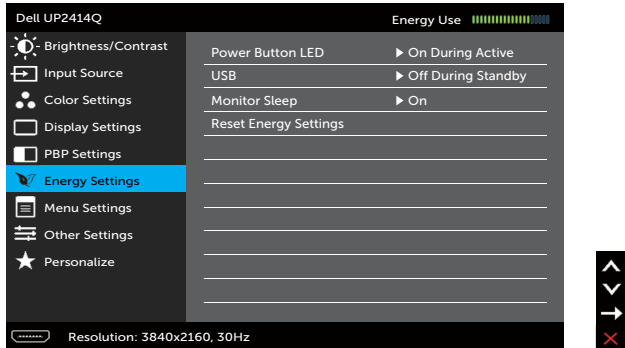 Dell UP2414Q
Energy Use
Brightness/Contrast
Input Source
Color Settings
Display Settings
PBP Settings
Energy Settings
Menu Settings
Other Settings
Personalize
Power Button LED On During Active
USB Off During Standby
Monitor Sleep On
Reset Energy Settings
Resolution: 3840x2160, 30Hz